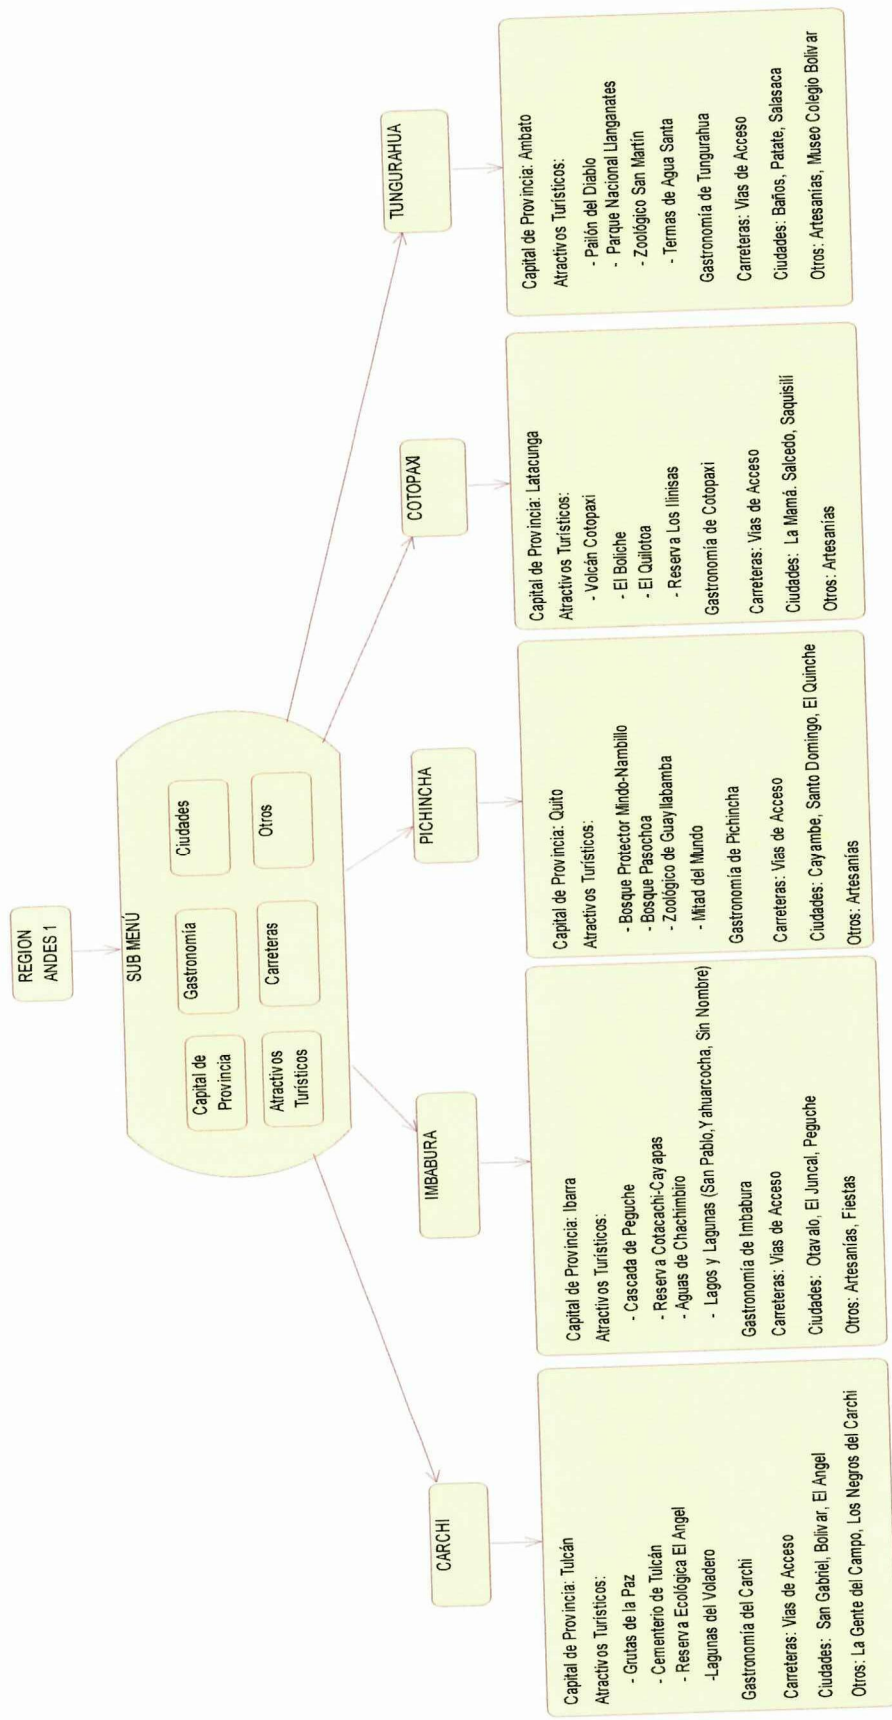 REGION
ANDES 1
SUB MENÚ
Capital de
Provincia
Gastronomía
Ciudades
Atractivos
Turísticos
Carreteras
Otros
CARCHI
IMBABURA
PICHINCHA
COTOPAXI
TUNGURAHUA
Capital de Provincia: Tulcán
Atractivos Turísticos:
- Grutas de la Paz
- Cementerio de Tulcán
- Reserva Ecológica El Angel
-Lagunas del Voladero
Gastronomía del Carchi
Carreteras: Vias de Acceso
Ciudades: San Gabriel, Bolivar, El Angel
Otros: La Gente del Campo, Los Negros del Carchi
Capital de Provincia: Ibarra
Atractivos Turísticos:
- Cascada de Peguche
- Reserva Cotacachi-Cayapas
- Aguas de Chachimbiro
- Lagos y Lagunas (San Pablo,Yahuarcocha, Sin Nombre)
Gastronomía de Imbabura
Carreteras: Vias de Acceso
Ciudades: Otavalo, El Juncal, Peguche
Otros: Artesanías, Fiestas
Capital de Provincia: Quito
Atractivos Turísticos:
- Bosque Protector Mindo-Nambillo
- Bosque Pasochoa
- Zoológico de Guayllabamba
- Mitad del Mundo
Gastronomía de Pichincha
Carreteras: Vias de Acceso
Ciudades: Cayambe, Santo Domingo, El Quinche
Otros: Artesanías
Capital de Provincia: Latacunga
Atractivos Turísticos:
- Volcán Cotopaxi
- El Boliche
- El Quilotoa
- Reserva Los Ilinisas
Gastronomía de Cotopaxi
Carreteras: Vias de Acceso
Ciudades: La Mamá. Salcedo, Saquisilí
Otros: Artesanías
Capital de Provincia: Ambato
Atractivos Turísticos:
- Pailón del Diablo
- Parque Nacional Llanganates
- Zoológico San Martín
- Termas de Agua Santa
Gastronomía de Tungurahua
Carreteras: Vias de Acceso
Ciudades: Baños, Patate, Salasaca
Otros: Artesanías, Museo Colegio Bolívar